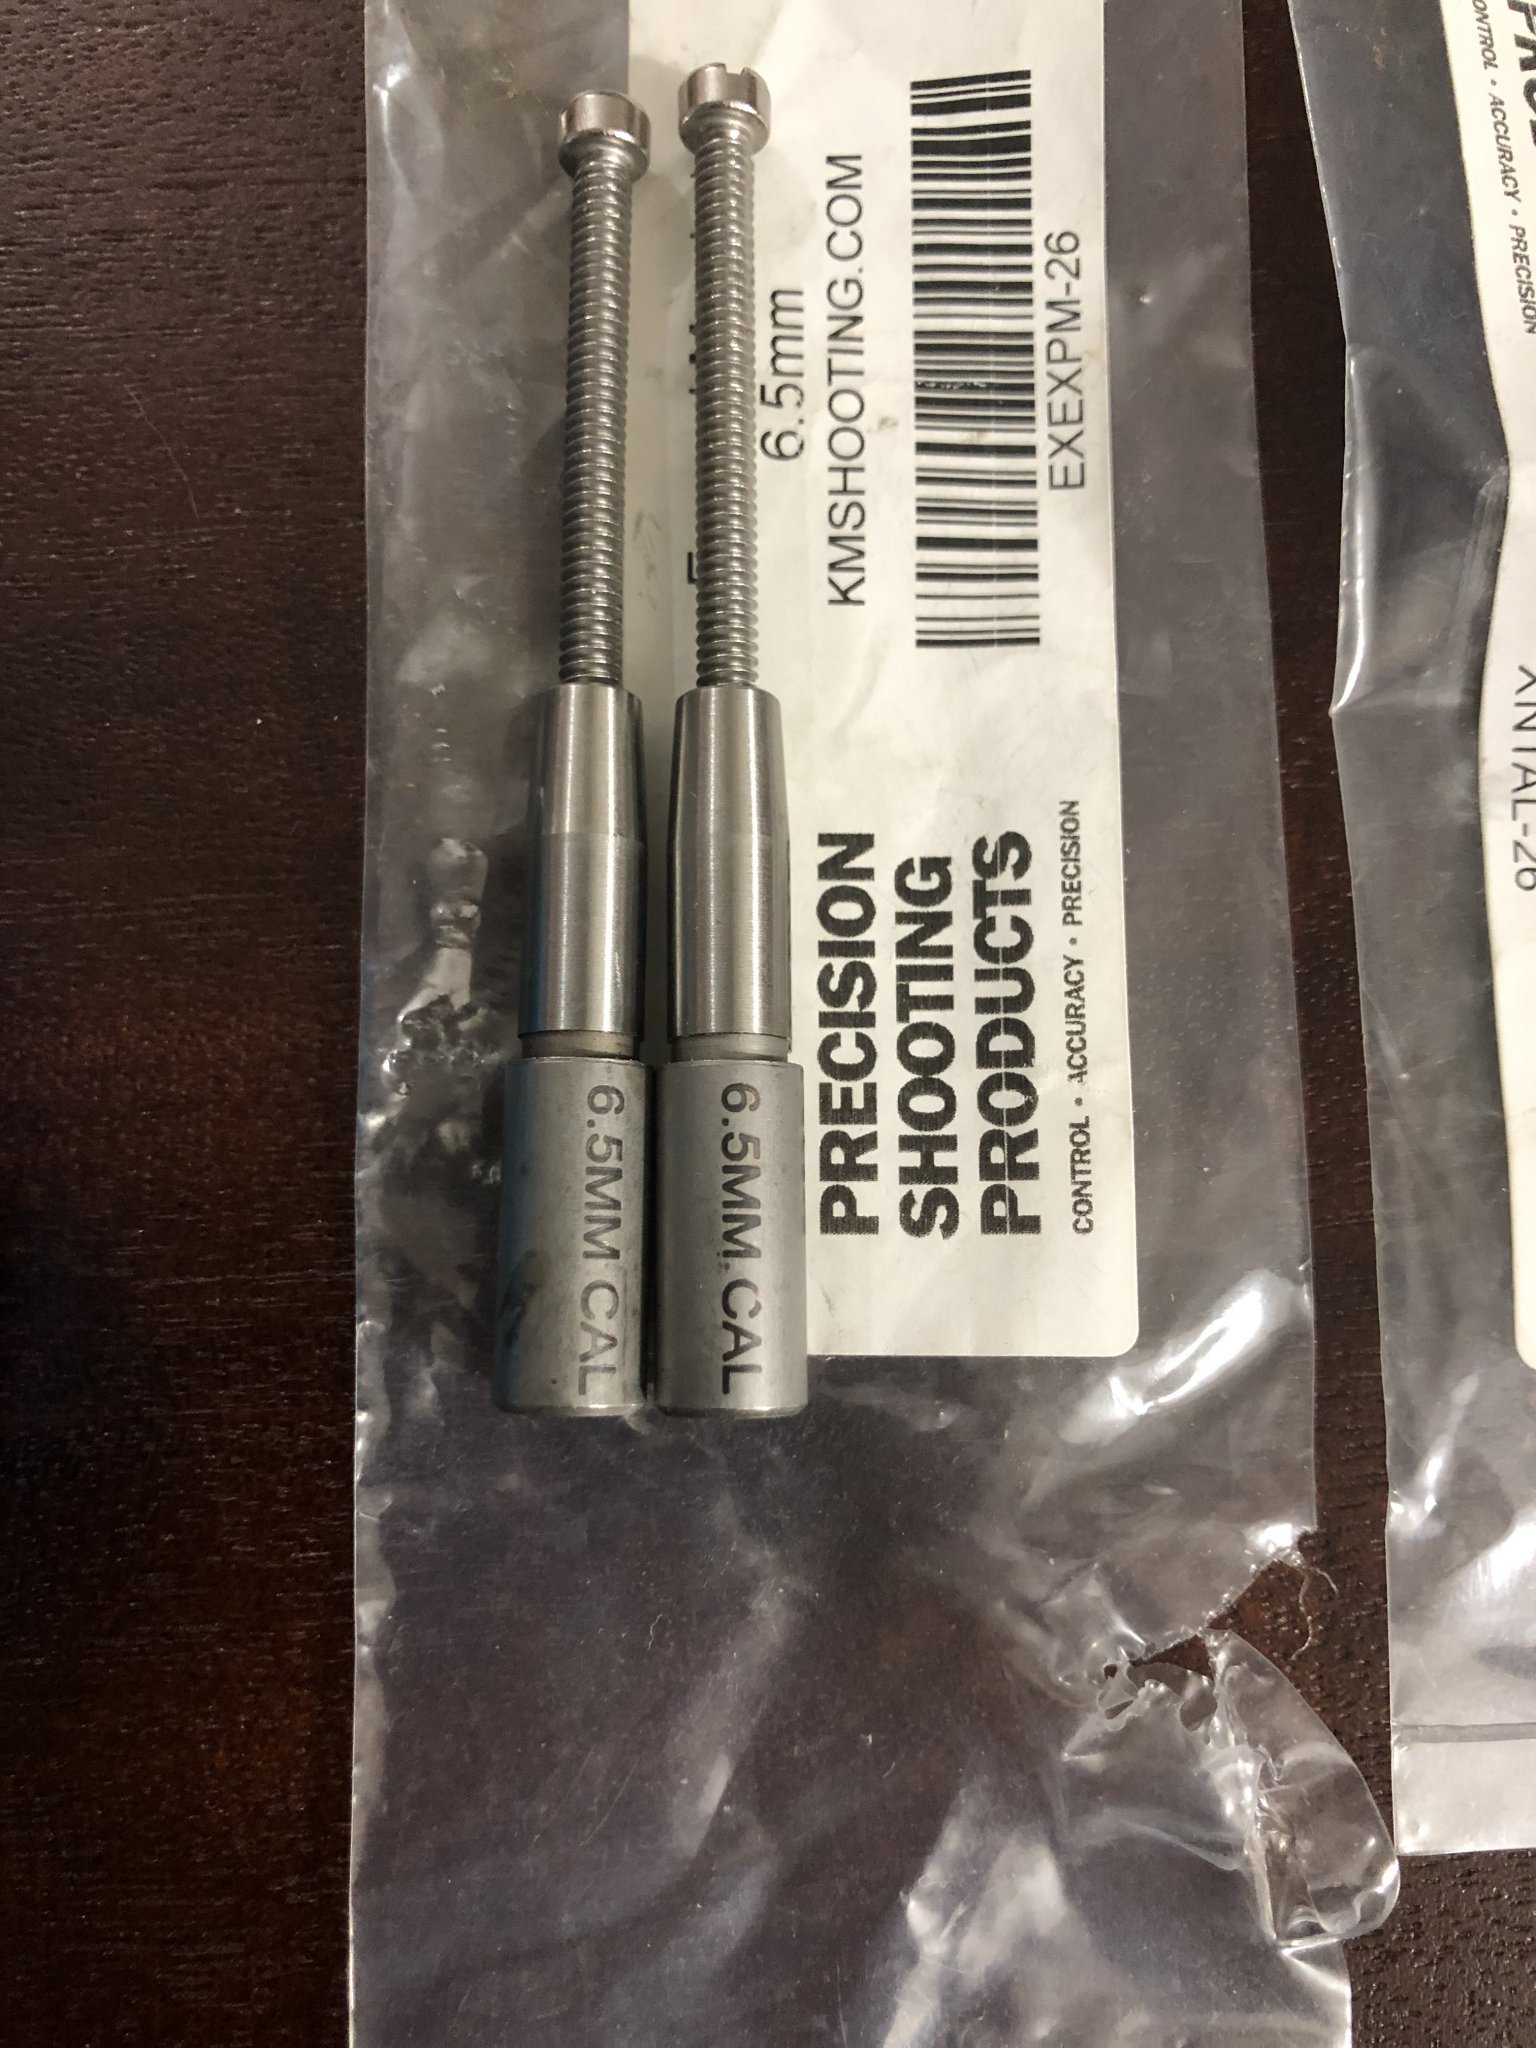 6.5mm
KMSHOOTING.COM
EXEXPM-26
PRECISION
SHOOTING
PRODUCTS
CONTROL • ACCURACY • PRECISION
6.5MM CAL
6.5MM.CAL
ACCURACY • PRECISION
XNTAL-26